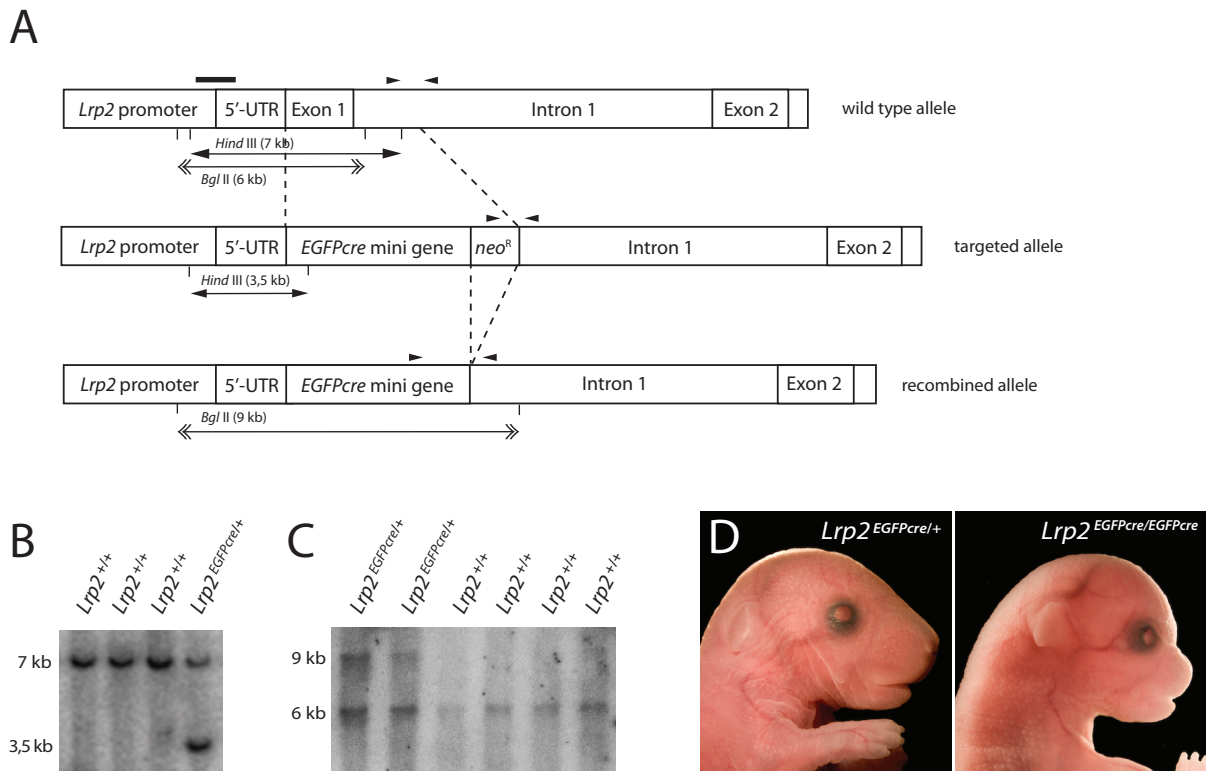 A
Lrp2 promoter 5'-UTR Exon 1 Intron 1 Exon 2 wild type allele
Hind III (7 kb)
Bgl II (6 kb)
Lrp2 promoter 5'-UTR EGFPcre mini gene neoR Intron 1 Exon 2 targeted allele
Hind III (3,5 kb)
Lrp2 promoter 5'-UTR EGFPcre mini gene Intron 1 Exon 2 recombined allele
Bgl II (9 kb)
B
Lrp2+/+ Lrp2+/+ Lrp2+/+ Lrp2EGFPcre/+
7 kb
3,5 kb
C
Lrp2EGFPcre/+ Lrp2EGFPcre/+ Lrp2+/+ Lrp2+/+ Lrp2+/+ Lrp2+/+
9 kb
6 kb
D
Lrp2EGFPcre/+
Lrp2EGFPcre/EGFPcre